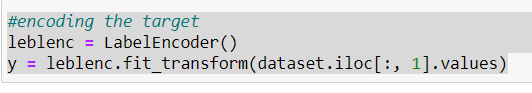 #encoding the target
leblenc = LabelEncoder()
y = leblenc.fit_transform(dataset.iloc[:, 1].values)